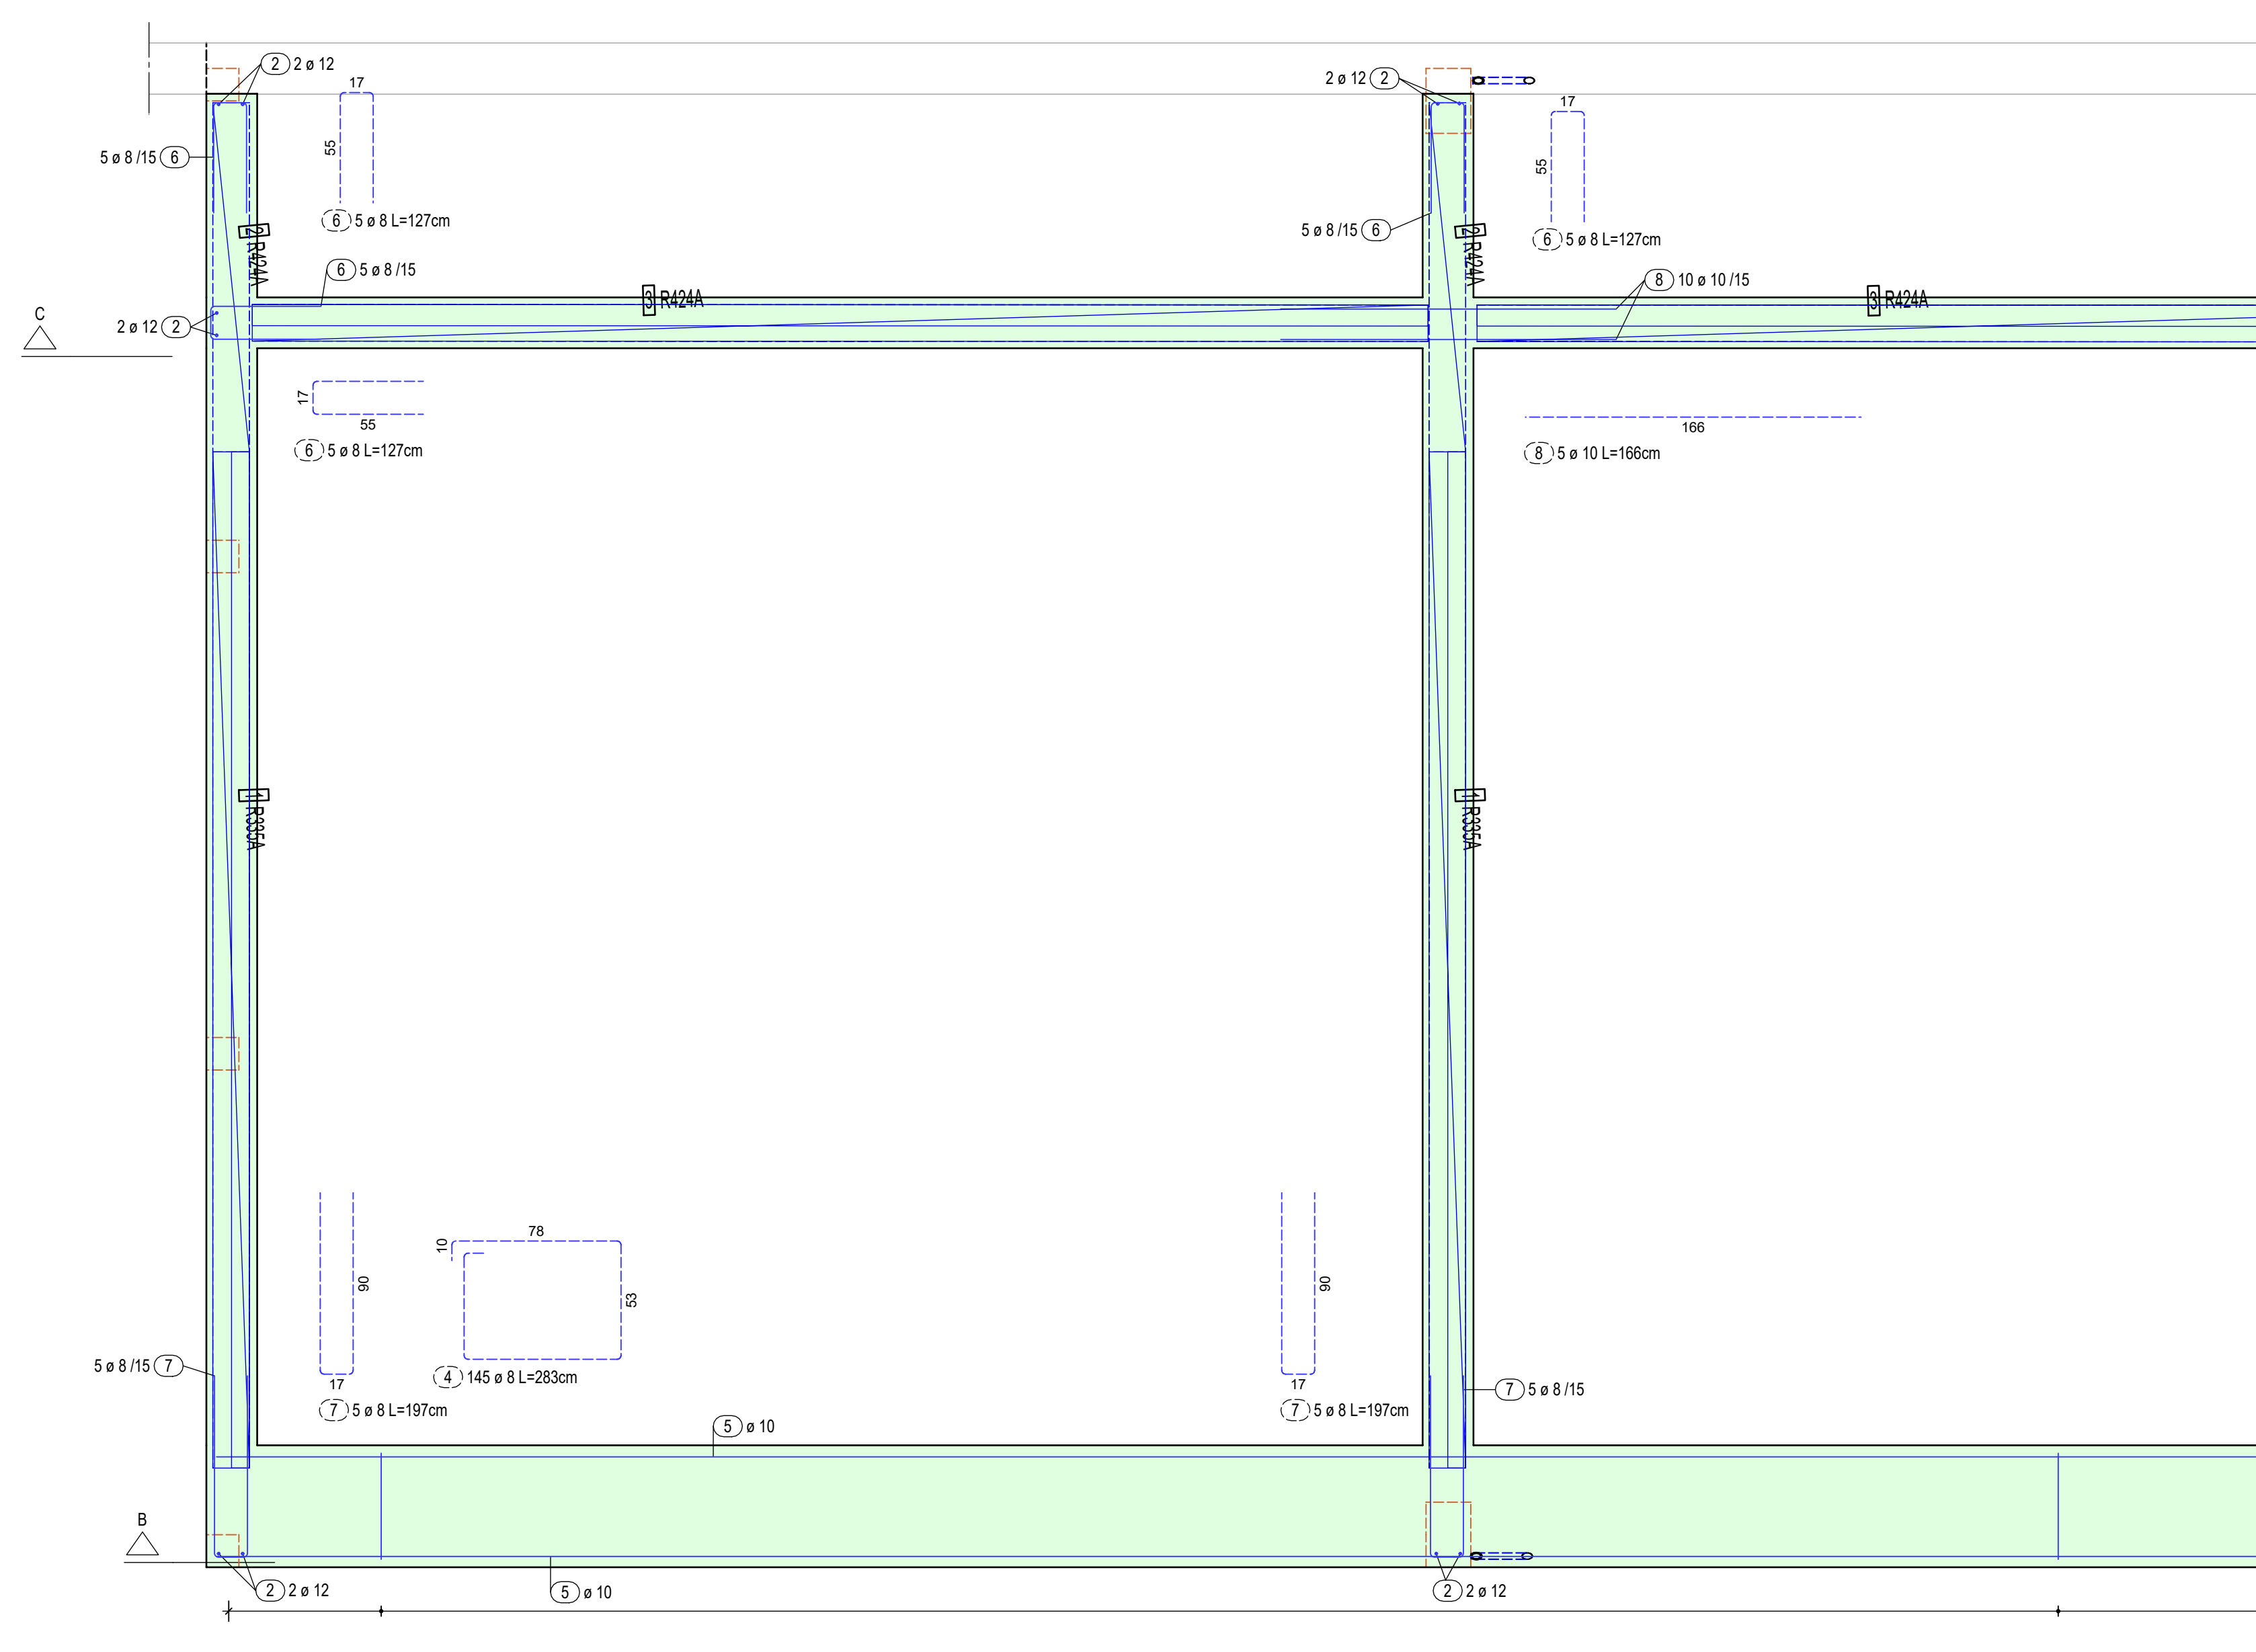 2 2 ø 12
2 ø 12 2
17
17
55
55
5 ø 8 /15 6
6 5 ø 8 L=127cm
5 ø 8 /15 6
6 5 ø 8 L=127cm
2 R424A
2 R424A
6 5 ø 8 /15
8 10 ø 10 /15
3 R424A
3 R424A
C
2 ø 12 2
17
55
166
6 5 ø 8 L=127cm
8 5 ø 10 L=166cm
1 R335A
1 R335A
78
10
90
53
90
5 ø 8 /15 7
17
4 145 ø 8 L=283cm
17
7 5 ø 8 /15
7 5 ø 8 L=197cm
7 5 ø 8 L=197cm
5 ø 10
B
2 2 ø 12
5 ø 10
2 2 ø 12